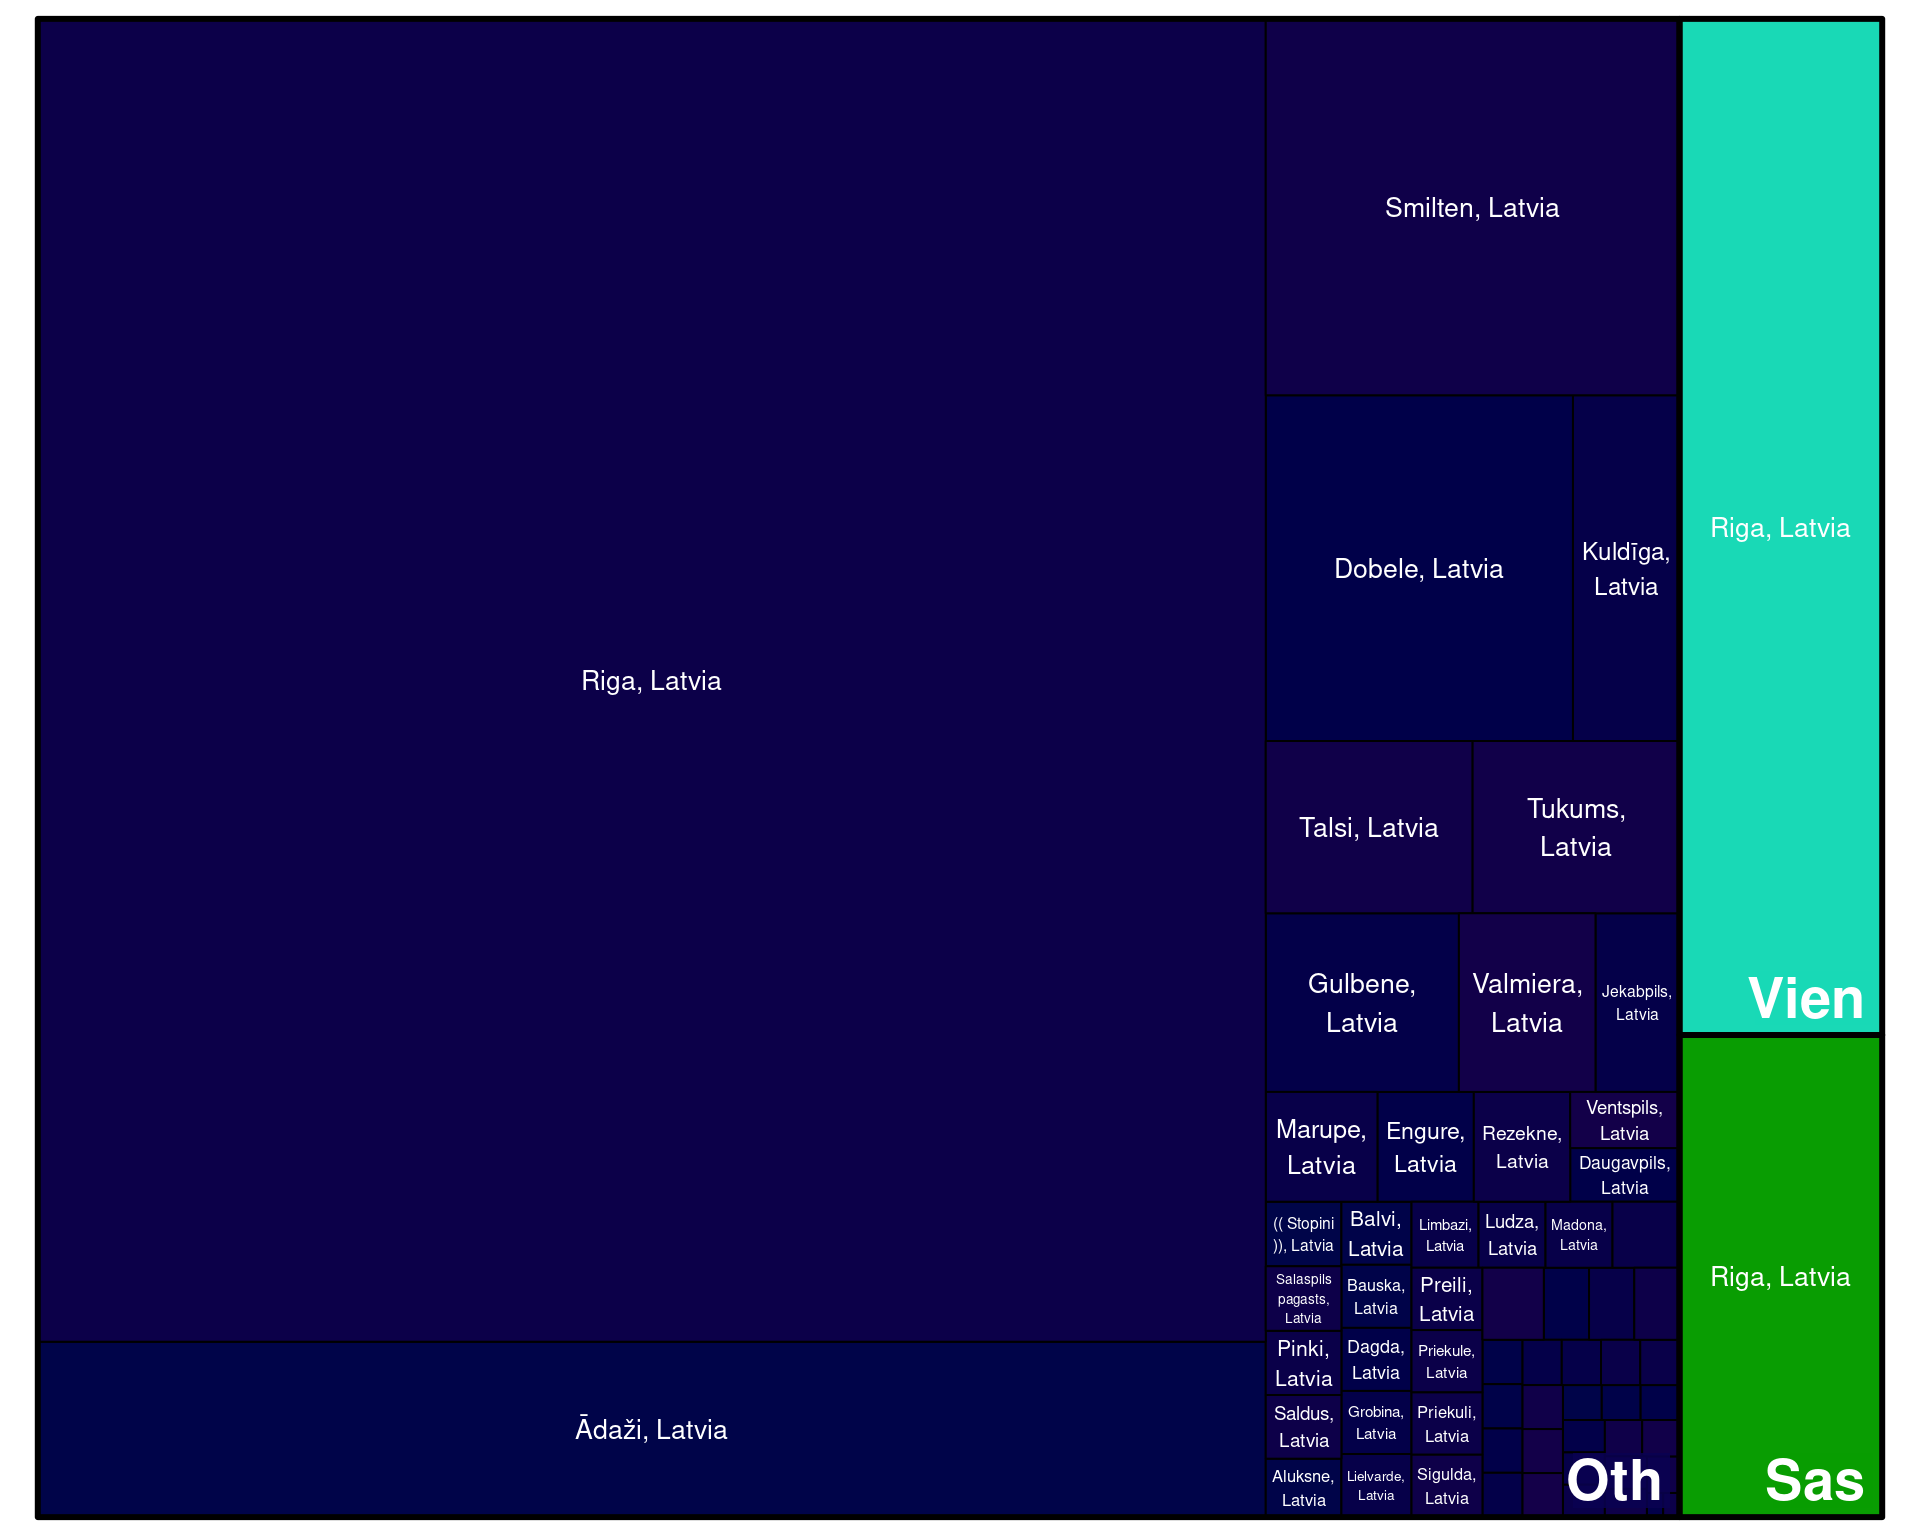 Smilten, Latvia
Riga, Latvia
Dobele, Latvia
Kuldīga,
Latvia
Riga, Latvia
Talsi, Latvia
Tukums,
Latvia
Gulbene,
Latvia
Valmiera,
Latvia
Jekabpils,
Latvia
Vien
Marupe,
Latvia
Engure,
Latvia
Rezekne,
Latvia
Ventspils,
Latvia
Daugavpils,
Latvia
(( Stopini
)), Latvia
Balvi,
Latvia
Limbazi,
Latvia
Ludza,
Latvia
Madona,
Latvia
Salaspils
pagasts,
Latvia
Bauska,
Latvia
Preili,
Latvia
Riga, Latvia
Pinki,
Latvia
Dagda,
Latvia
Priekule,
Latvia
Saldus,
Latvia
Grobina,
Latvia
Priekuli,
Latvia
Ādaži, Latvia
Aluksne,
Latvia
Lielvarde,
Latvia
Sigulda,
Latvia
Oth
Sas